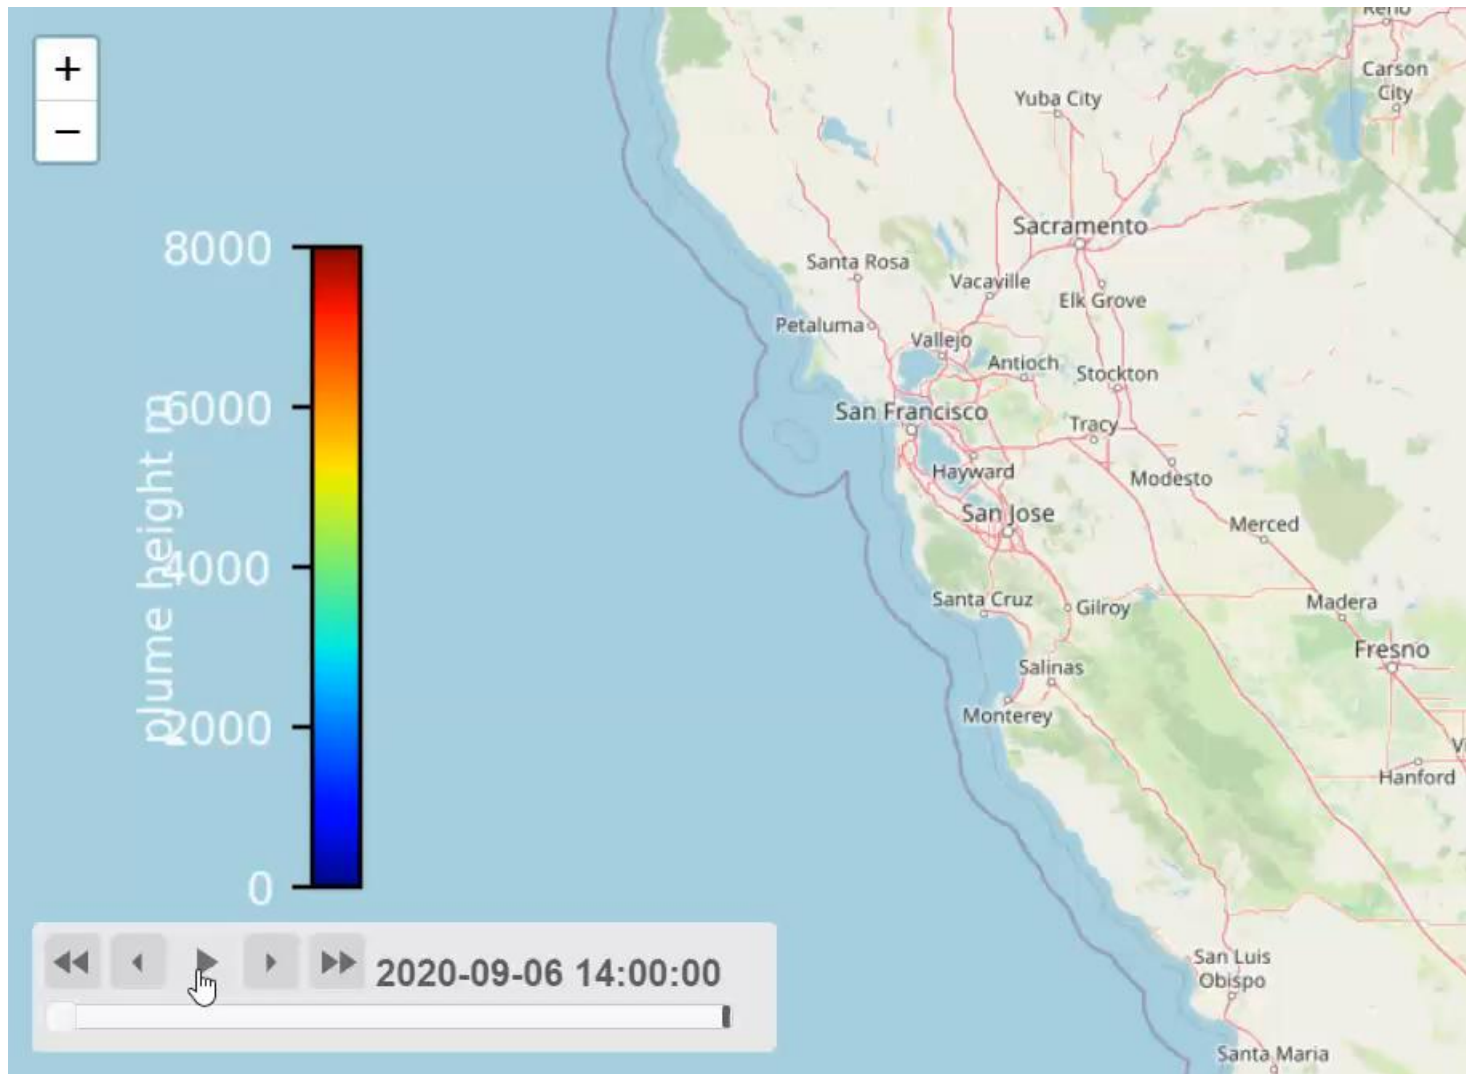 +
−
8000
6000
4000
2000
0
plume height m
2020-09-06 14:00:00
Reno
Carson
City
Yuba City
Sacramento
Santa Rosa
Vacaville
Elk Grove
Petaluma
Vallejo
Antioch
Stockton
San Francisco
Tracy
Hayward
Modesto
San Jose
Merced
Santa Cruz
Gilroy
Madera
Fresno
Salinas
Monterey
Hanford
San Luis
Obispo
Santa Maria